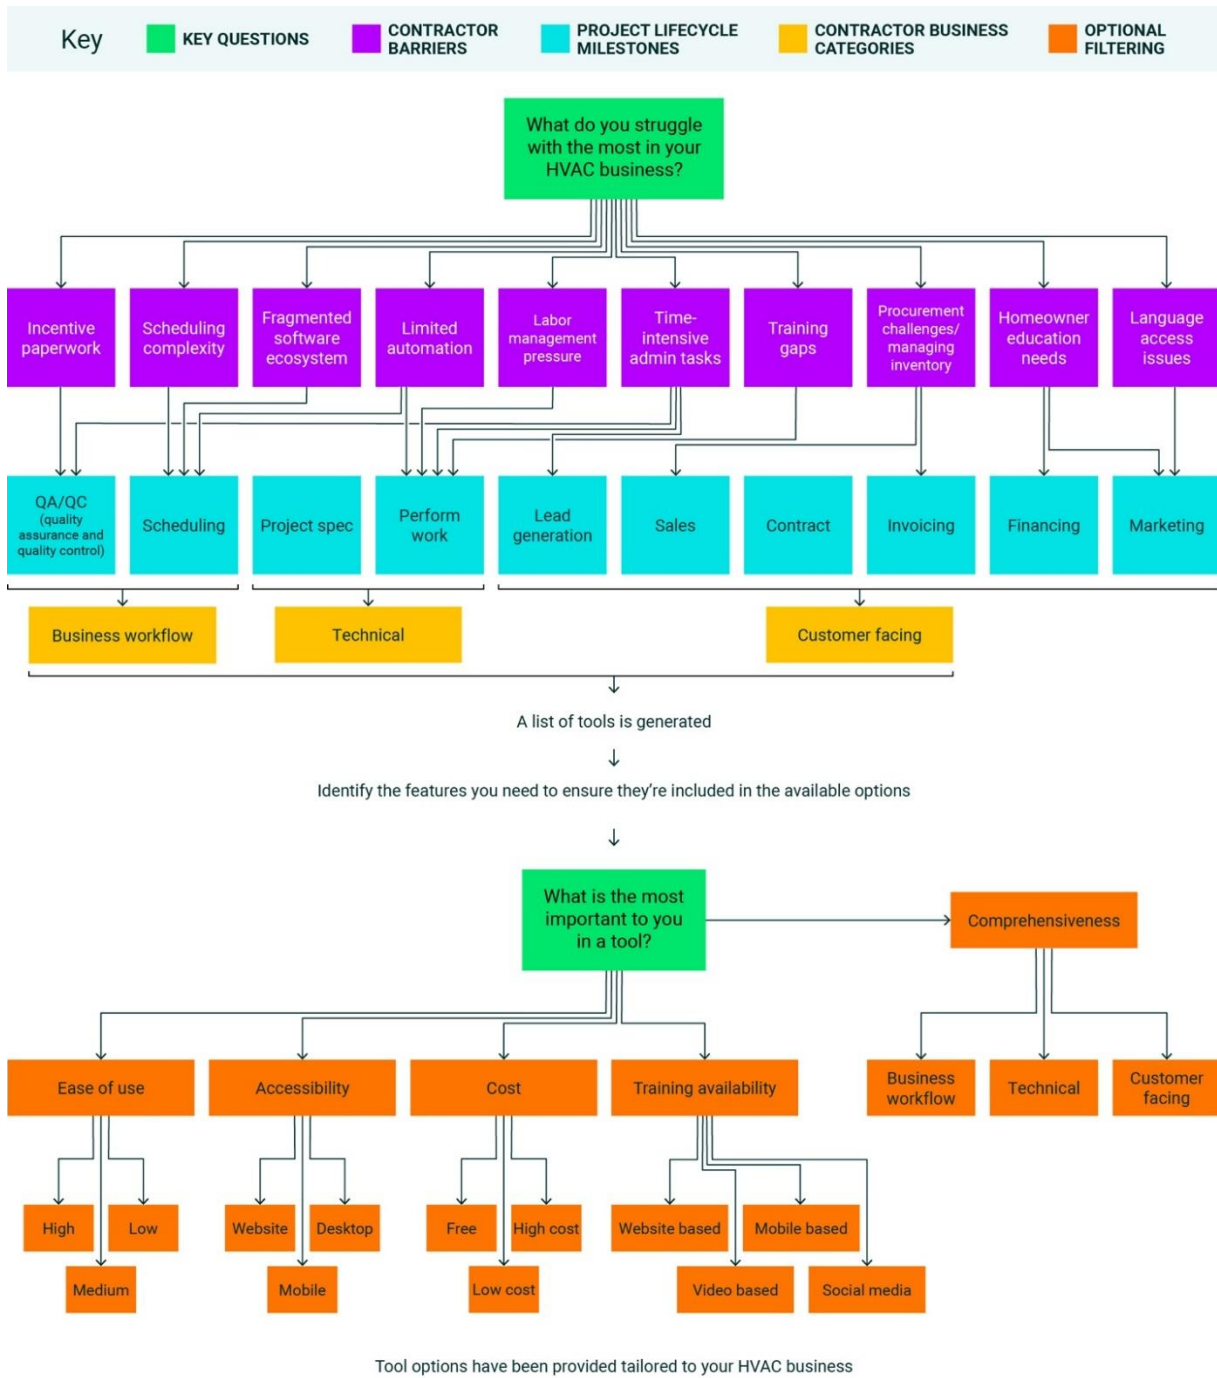 Key
KEY QUESTIONS
CONTRACTOR
BARRIERS
PROJECT LIFECYCLE
MILESTONES
CONTRACTOR BUSINESS
CATEGORIES
OPTIONAL
FILTERING
What do you struggle
with the most in your
HVAC business?
Incentive
paperwork
Scheduling
complexity
Fragmented
software
ecosystem
Limited
automation
Labor
management
pressure
Time-
intensive
admin tasks
Training
gaps
Procurement
challenges/
managing
inventory
Homeowner
education
needs
Language
access
issues
QA/QC
(quality
assurance and
quality control)
Scheduling
Project spec
Perform
work
Lead
generation
Sales
Contract
Invoicing
Financing
Marketing
Business workflow
Technical
Customer facing
A list of tools is generated
Identify the features you need to ensure they’re included in the available options
What is the most
important to you
in a tool?
Comprehensiveness
Business
workflow
Technical
Customer
facing
Ease of use
Accessibility
Cost
Training availability
High
Low
Medium
Website
Desktop
Mobile
Free
High cost
Low cost
Website based
Mobile based
Video based
Social media
Tool options have been provided tailored to your HVAC business